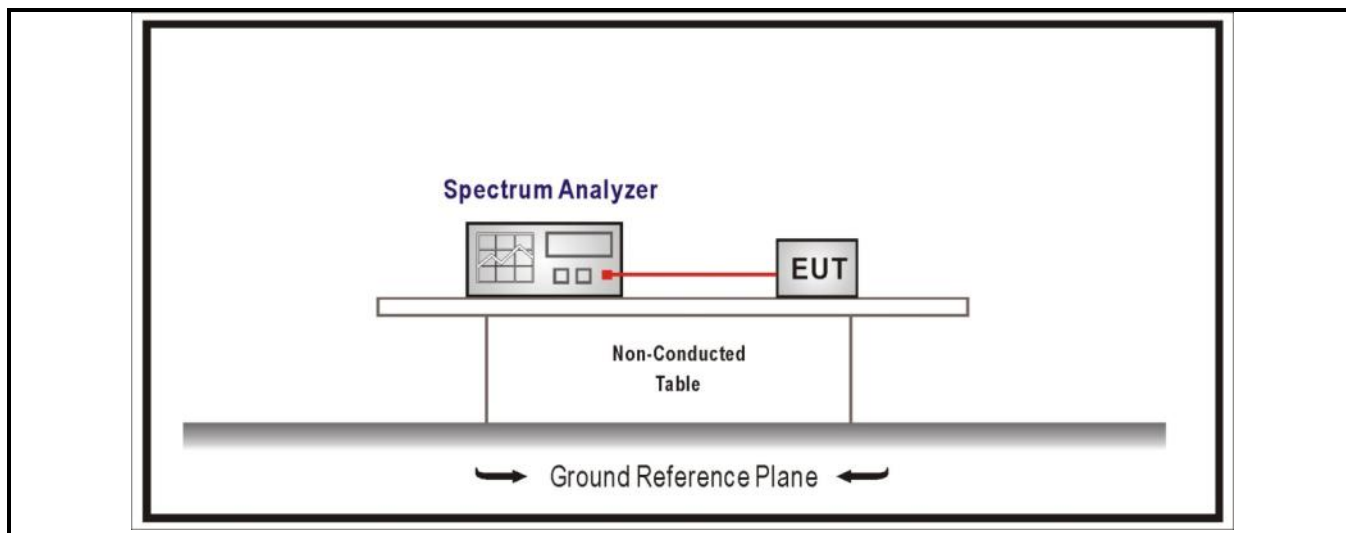 Spectrum Analyzer
EUT
Non-Conducted
Table
Ground Reference Plane